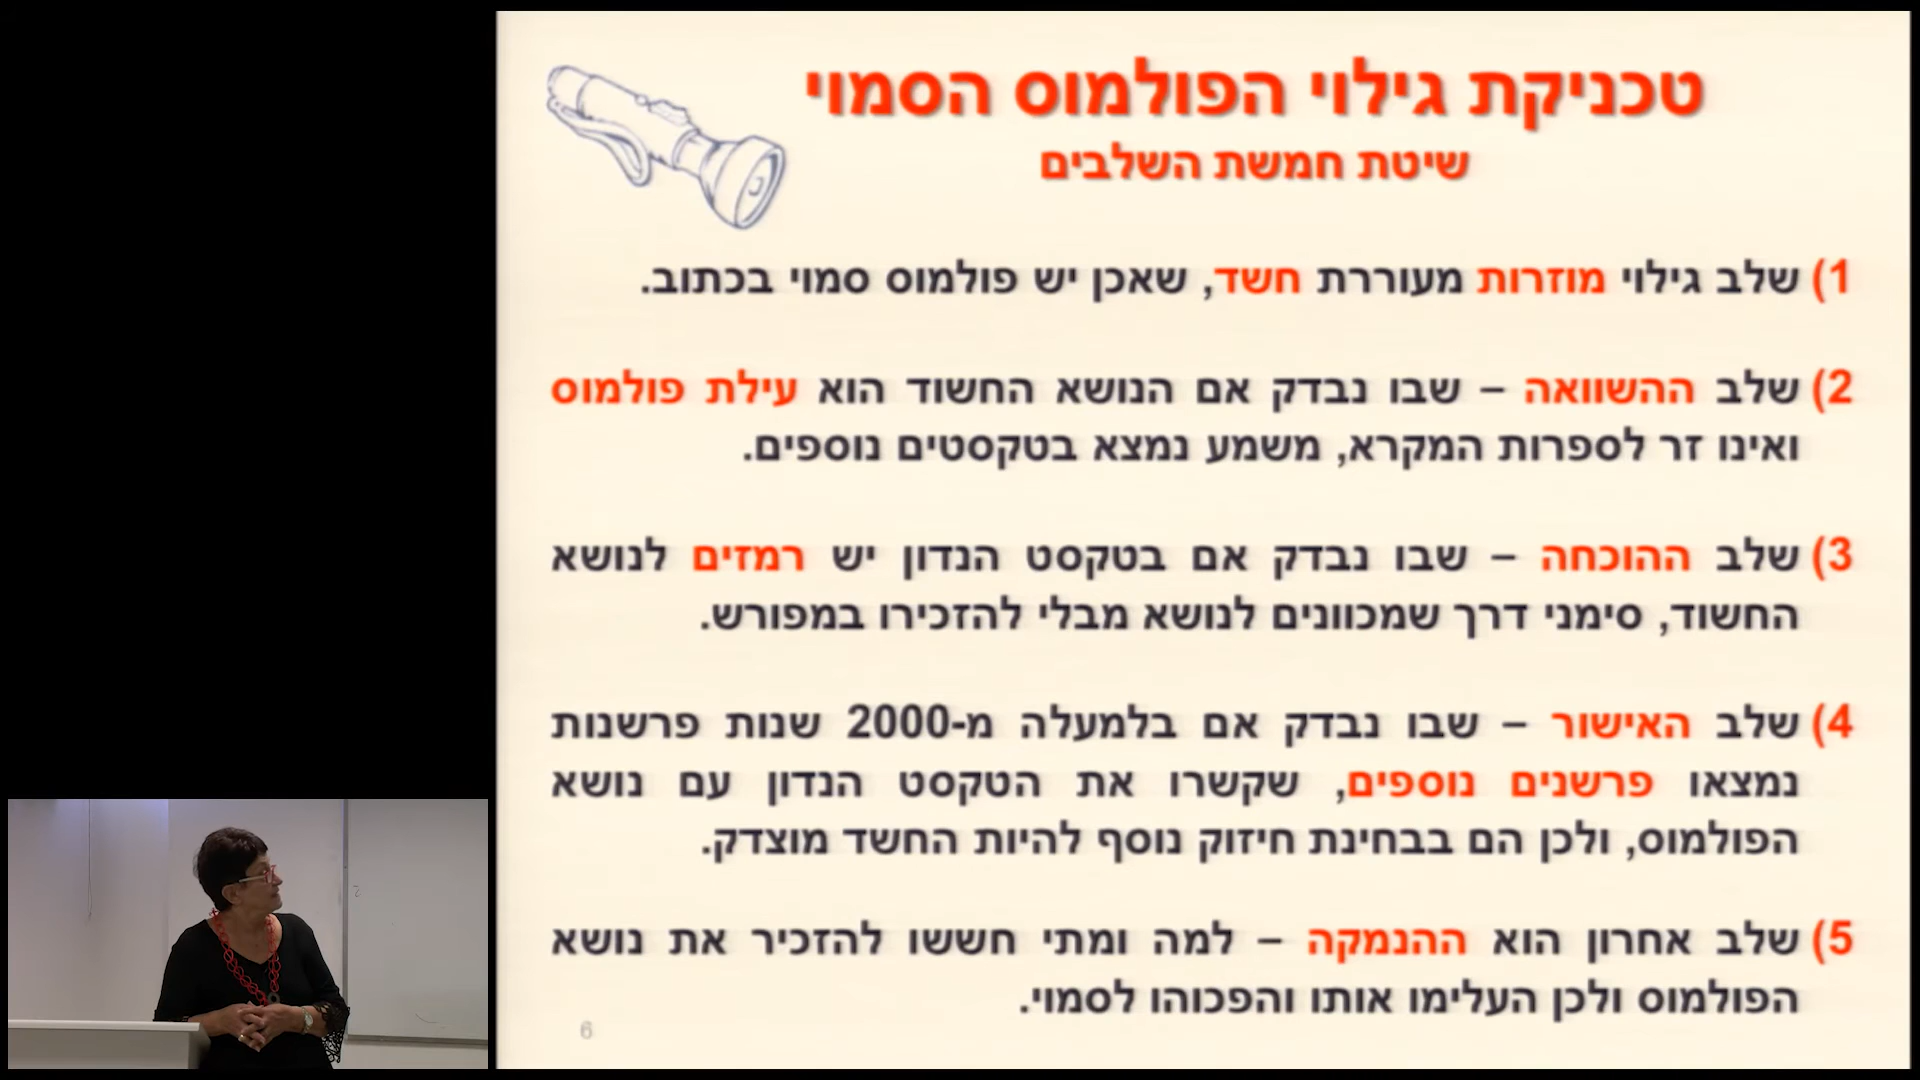 טכניקת גילוי הפולמוס הסמוי
שיטת חמשת השלבים
1) שלב גילוי מוזרות מעוררת חשד, שאכן יש פולמוס סמוי בכתוב.
2) שלב ההשוואה – שבו נבדק אם הנושא החשוד הוא עילת פולמוס
ואינו זר לספרות המקרא, משמע נמצא בטקסטים נוספים.
3) שלב ההוכחה – שבו נבדק אם בטקסט הנדון יש רמזים לנושא
החשוד, סימני דרך שמכוונים לנושא מבלי להזכירו במפורש.
4) שלב האישור – שבו נבדק אם בלמעלה מ-2000 שנות פרשנות
נמצאו פרשנים נוספים, שקשרו את הטקסט הנדון עם נושא
הפולמוס, ולכן הם בבחינת חיזוק נוסף להיות החשד מוצדק.
5) שלב אחרון הוא ההנמקה – למה ומתי חששו להזכיר את נושא
הפולמוס ולכן העלימו אותו והפכוהו לסמוי.
6